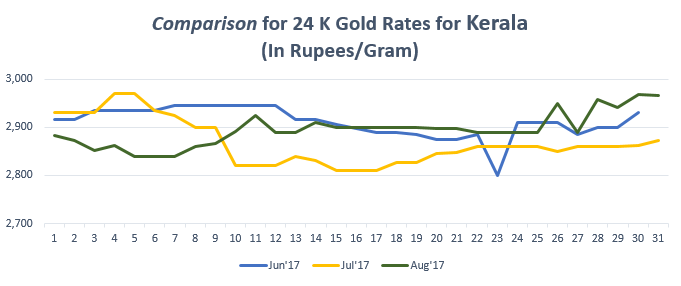 Comparison for 24 K Gold Rates for Kerala
(In Rupees/Gram)
3,000
2,900
2,800
2,700
1 2 3 4 5 6 7 8 9 10 11 12 13 14 15 16 17 18 19 20 21 22 23 24 25 26 27 28 29 30 31
Jun'17 Jul'17 Aug'17